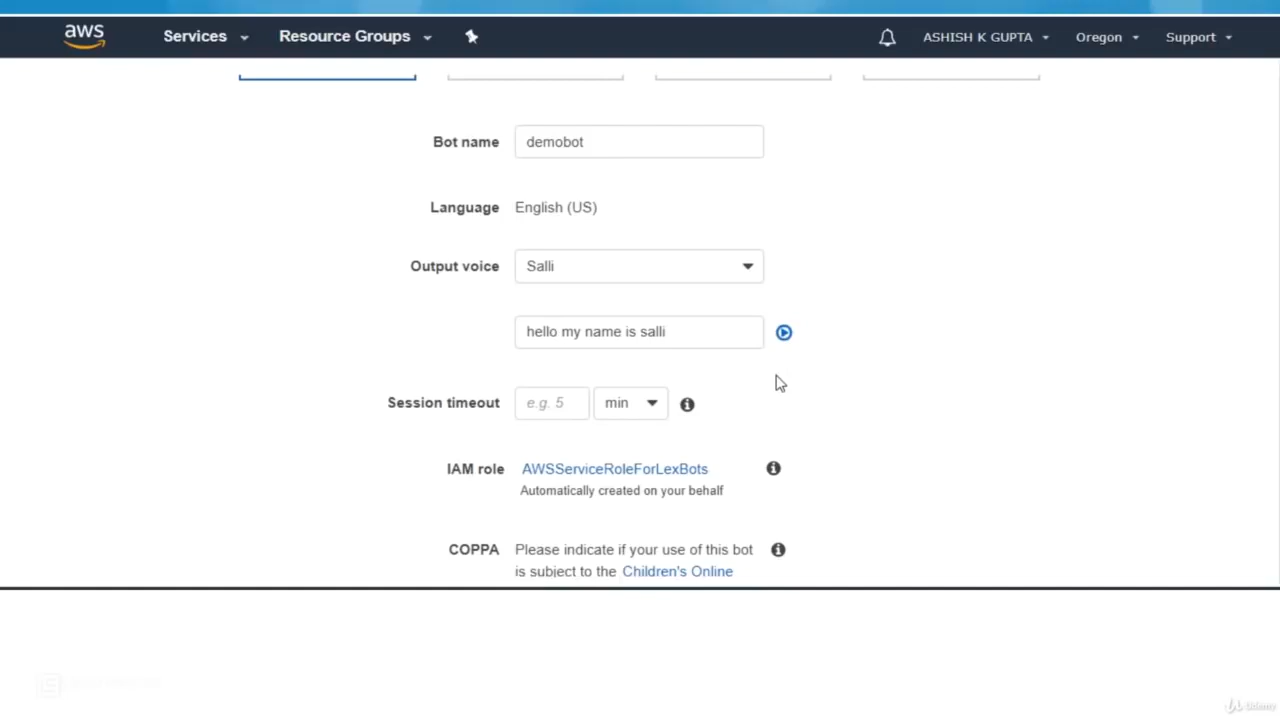 aws Services Resource Groups ASHISH K GUPTA Oregon Support
Bot name demobot
Language English (US)
Output voice Salli
hello my name is salli
Session timeout e.g. 5 min
IAM role AWSServiceRoleForLexBots
Automatically created on your behalf
COPPA Please indicate if your use of this bot
is subject to the Children's Online
Udemy